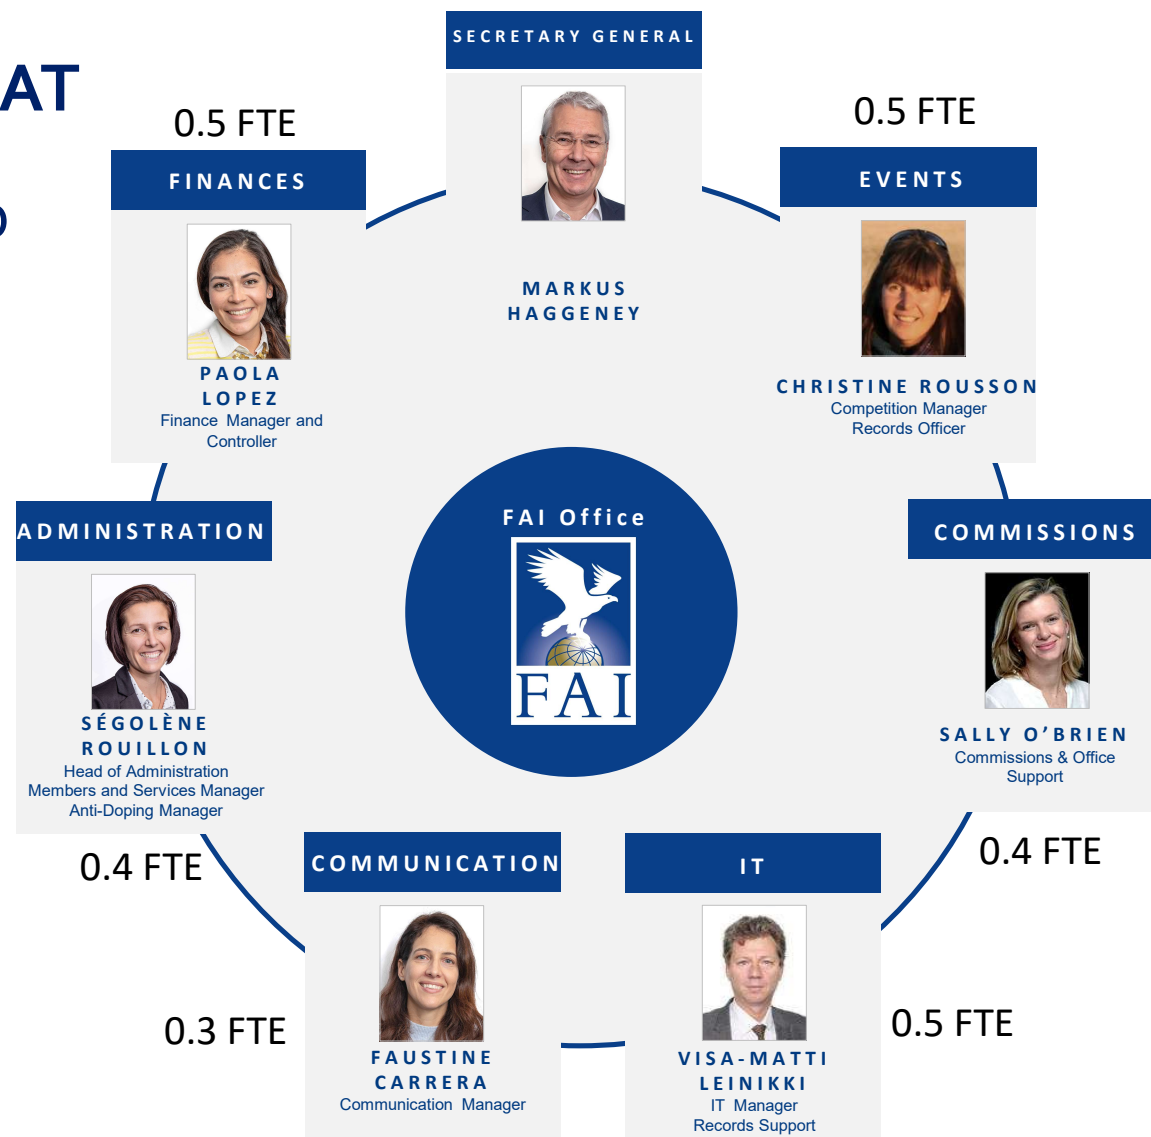 AT
SECRETARY GENERAL
MARKUS
HAGGENEY
0.5 FTE
FINANCES
PAOLA
LOPEZ
Finance Manager and
Controller
0.5 FTE
EVENTS
CHRISTINE ROUSSON
Competition Manager
Records Officer
ADMINISTRATION
SÉGOLÈNE
ROUILLON
Head of Administration
Members and Services Manager
Anti-Doping Manager
0.4 FTE
FAI Office
FAI
COMMISSIONS
SALLY O’BRIEN
Commissions & Office
Support
0.4 FTE
COMMUNICATION
FAUSTINE
CARRERA
Communication Manager
0.3 FTE
IT
VISA-MATTI
LEINIKKI
IT Manager
Records Support
0.5 FTE